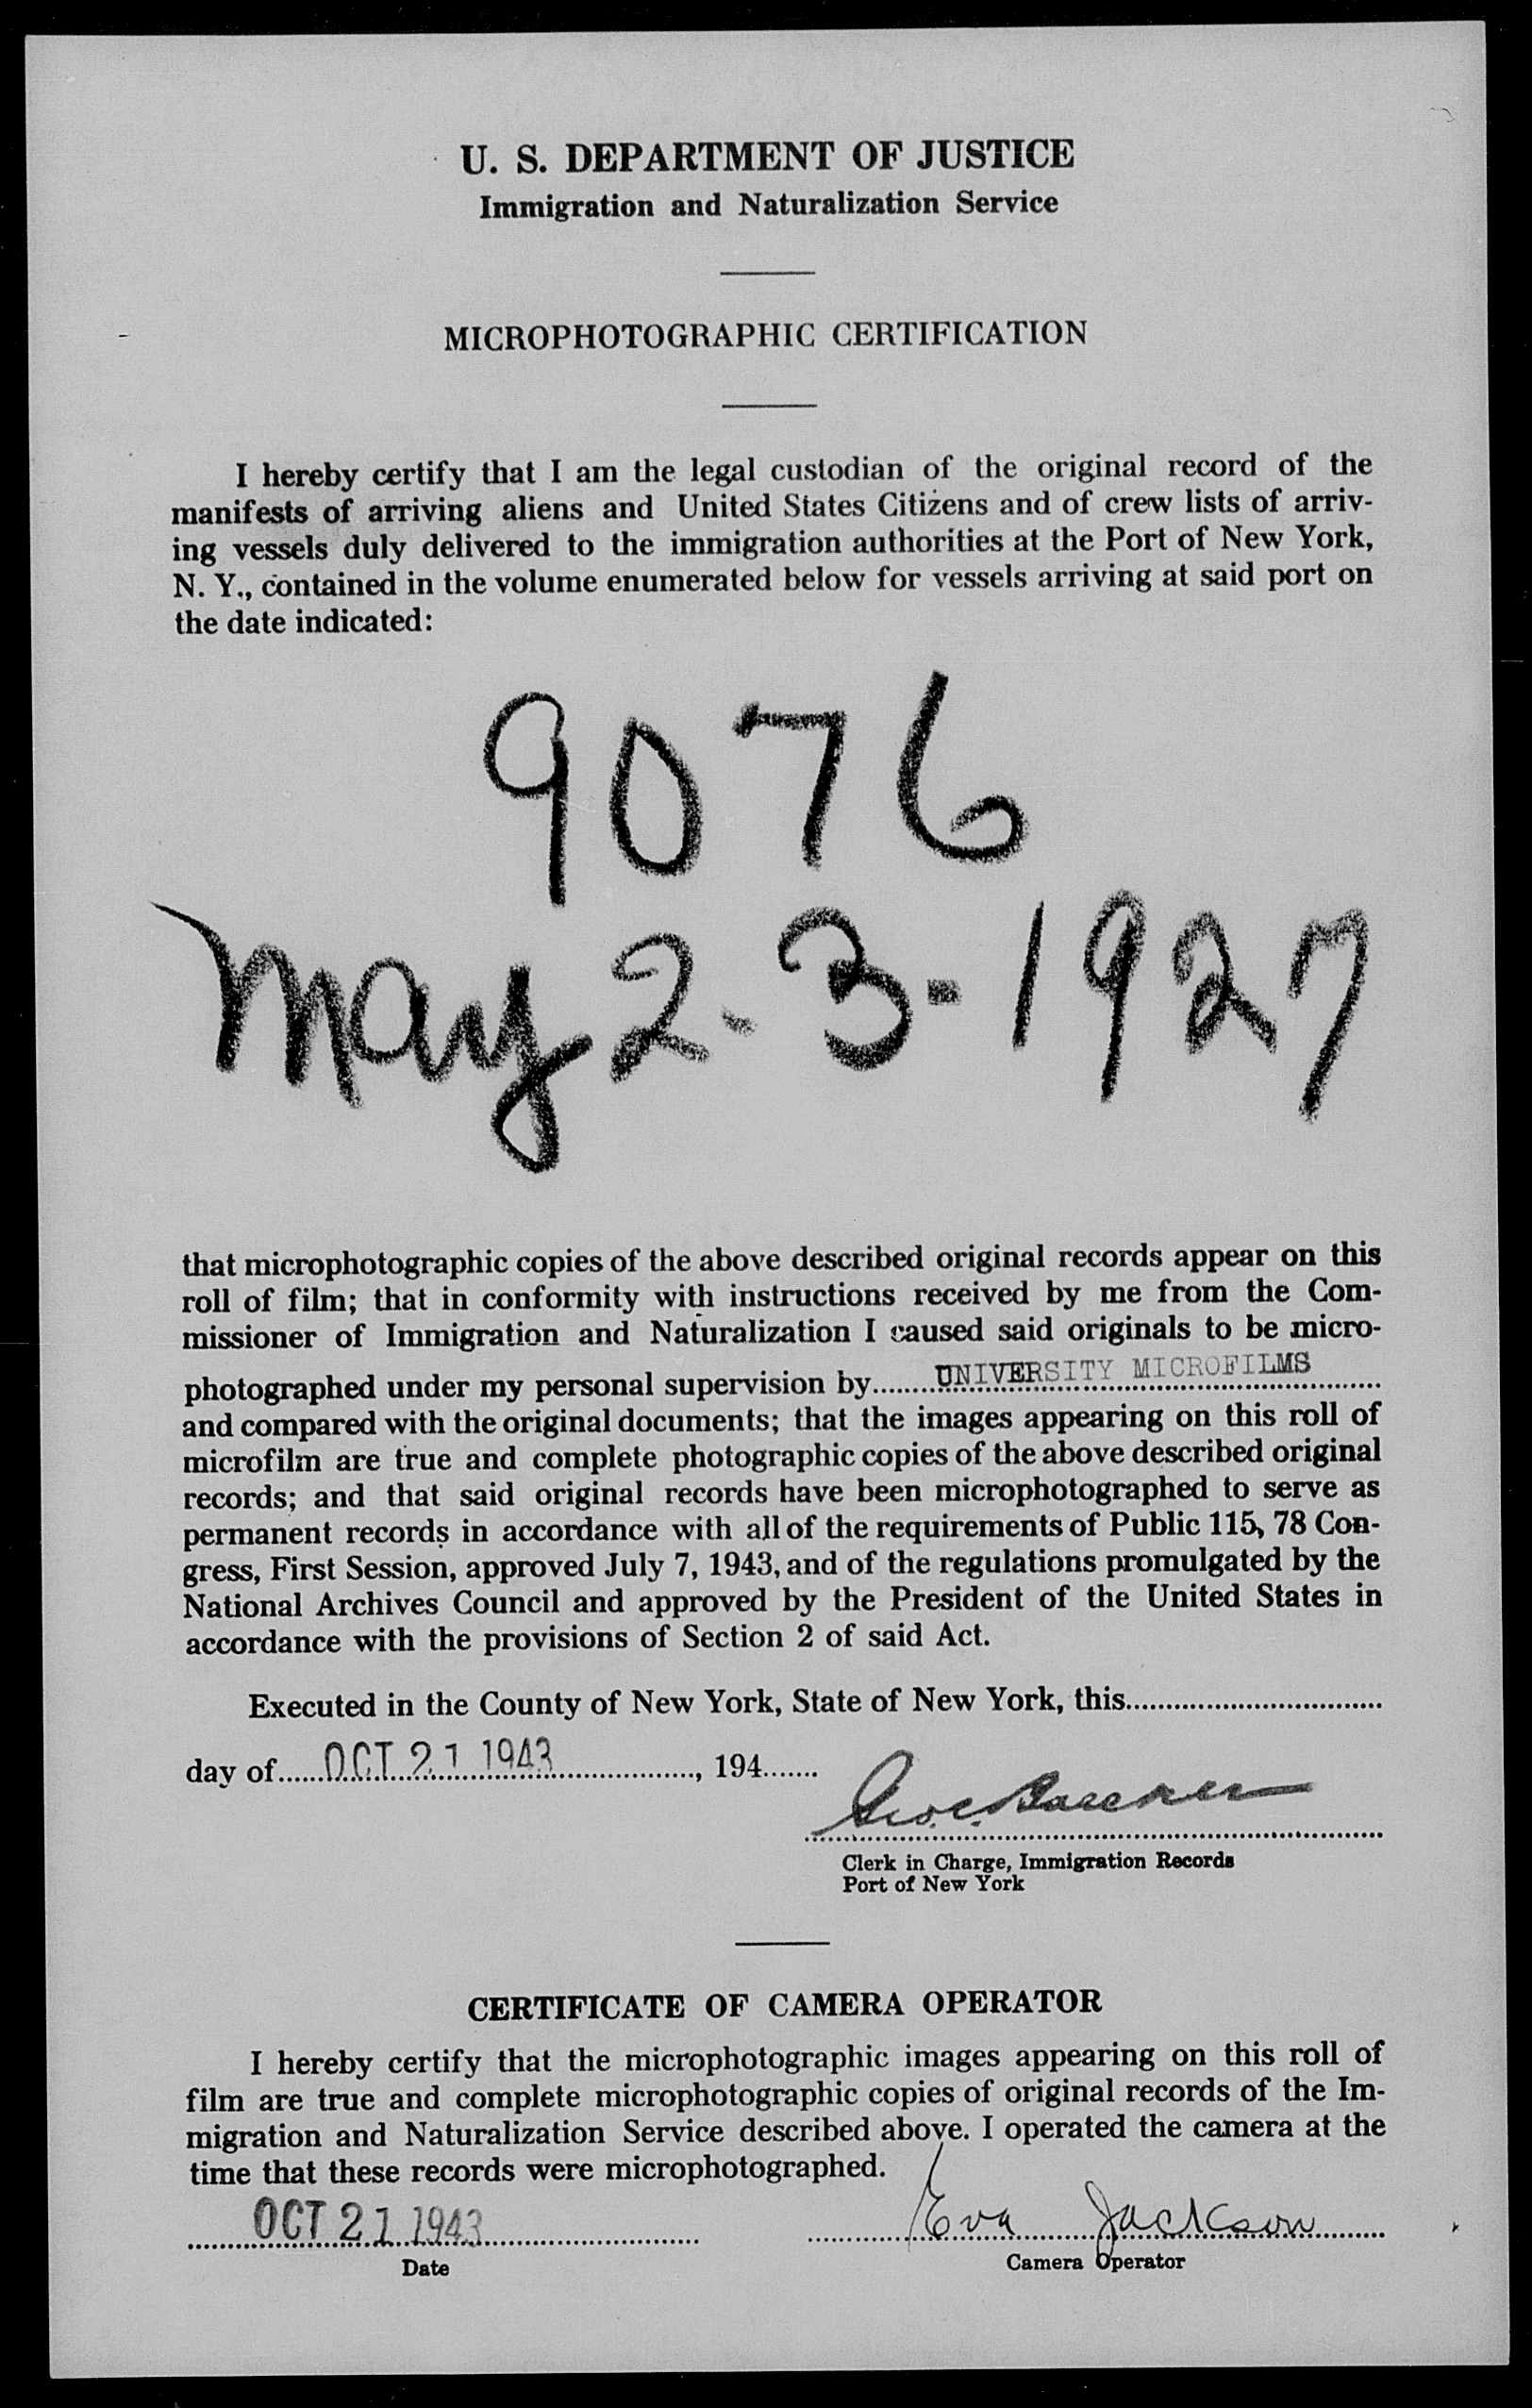 U. S. DEPARTMENT OF JUSTICE
Immigration and Naturalization Service
MICROPHOTOGRAPHIC CERTIFICATION
I hereby certify that I am the legal custodian of the original record of the
manifests of arriving aliens and United States Citizens and of crew lists of arriv-
ing vessels duly delivered to the immigration authorities at the Port of New York,
N. Y., contained in the volume enumerated below for vessels arriving at said port on
the date indicated:
9076
May 2-3-1927
that microphotographic copies of the above described original records appear on this
roll of film; that in conformity with instructions received by me from the Com-
missioner of Immigration and Naturalization I caused said originals to be micro-
photographed under my personal supervision by UNIVERSITY MICROFILMS
and compared with the original documents; that the images appearing on this roll of
microfilm are true and complete photographic copies of the above described original
records; and that said original records have been microphotographed to serve as
permanent records in accordance with all of the requirements of Public 115, 78 Con-
gress, First Session, approved July 7, 1943, and of the regulations promulgated by the
National Archives Council and approved by the President of the United States in
accordance with the provisions of Section 2 of said Act.
Executed in the County of New York, State of New York, this
day of OCT 21 1943, 194
Clerk in Charge, Immigration Records
Port of New York
CERTIFICATE OF CAMERA OPERATOR
I hereby certify that the microphotographic images appearing on this roll of
film are true and complete microphotographic copies of original records of the Im-
migration and Naturalization Service described above. I operated the camera at the
time that these records were microphotographed.
OCT 21 1943 Eva Jackson
Date Camera Operator